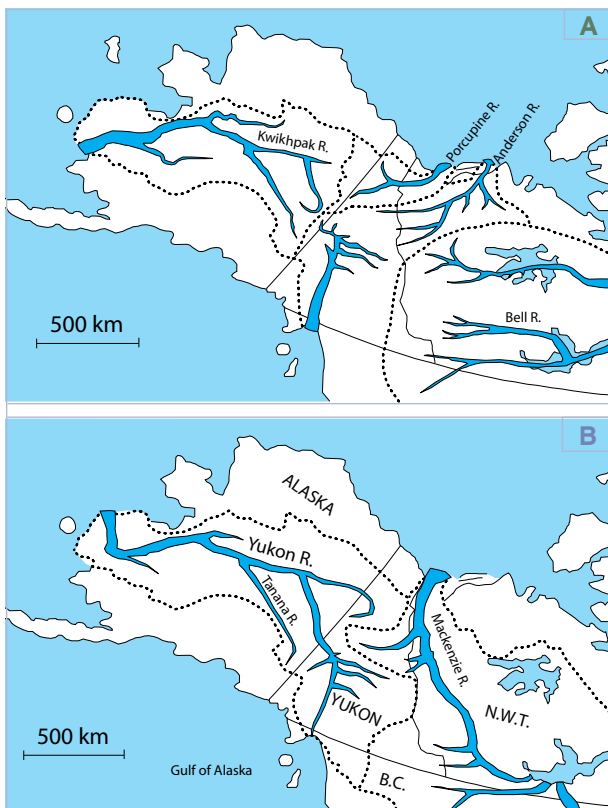 A
Kwikhpak R.
Porcupine R.
Anderson R.
500 km
Bell R.
B
ALASKA
Yukon R.
Tanana R.
Mackenzie R.
N.W.T.
YUKON
500 km
Gulf of Alaska
B.C.